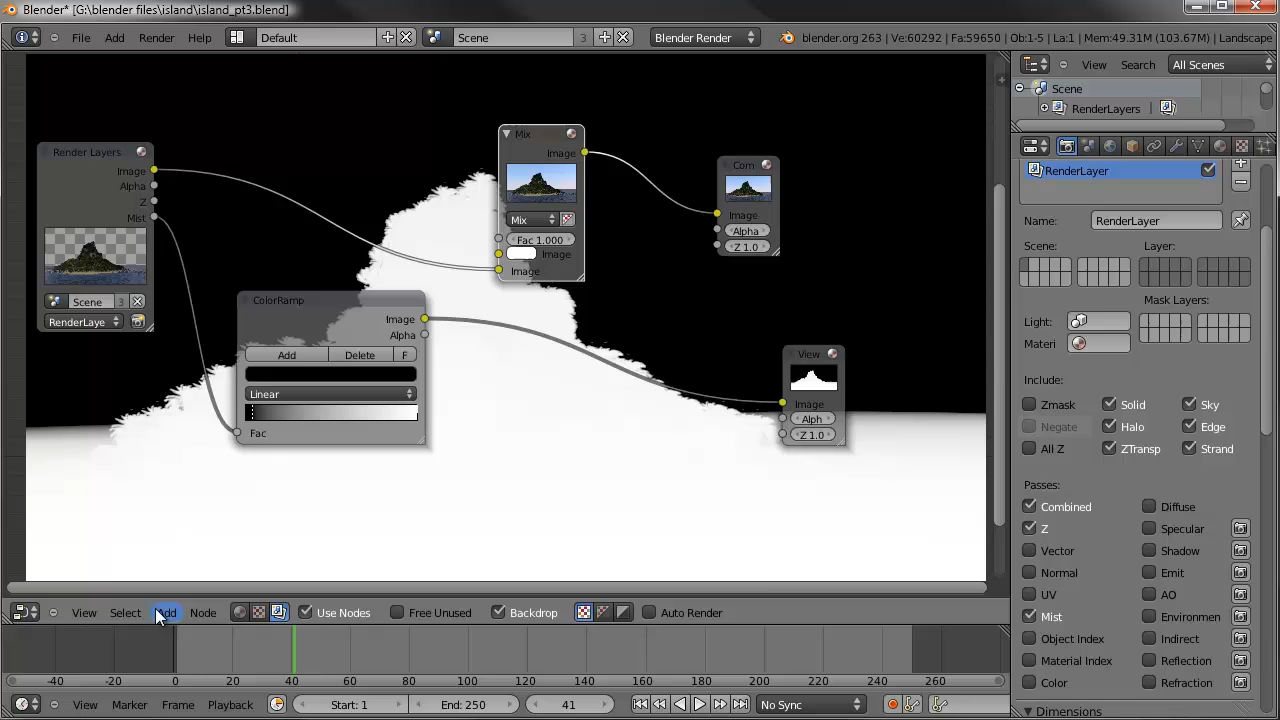 Blender* [G:\blender files\island\island_pt3.blend]
File Add Render Help Default Scene 3 Blender Render blender.org 263 | Ve:60292 | Fa:59650 | Ob:1-5 | La:1 | Mem:49.31M (103.67M) | Landscape
View Search All Scenes
Scene
RenderLayers
RenderLayer
Name: RenderLayer
Scene: Layer:
Mask Layers:
Light:
Materi
Include:
Zmask Solid Sky
Negate Halo Edge
All Z ZTransp Strand
Passes:
Combined Diffuse
Z Specular
Vector Shadow
Normal Emit
UV AO
Mist Environmen
Object Index Indirect
Material Index Reflection
Color Refraction
Dimensions
Render Layers
Image
Alpha
Z
Mist
Scene 3
RenderLaye
ColorRamp
Image
Alpha
Add Delete F
Linear
Fac
Mix
Image
Mix
Fac 1.000
Image
Image
Com
Image
Alpha
Z 1.0
View
Image
Alph
Z 1.0
View Select Add Node Use Nodes Free Unused Backdrop Auto Render
-40 -20 0 20 40 60 80 100 120 140 160 180 200 220 240 260
View Marker Frame Playback Start: 1 End: 250 41 No Sync